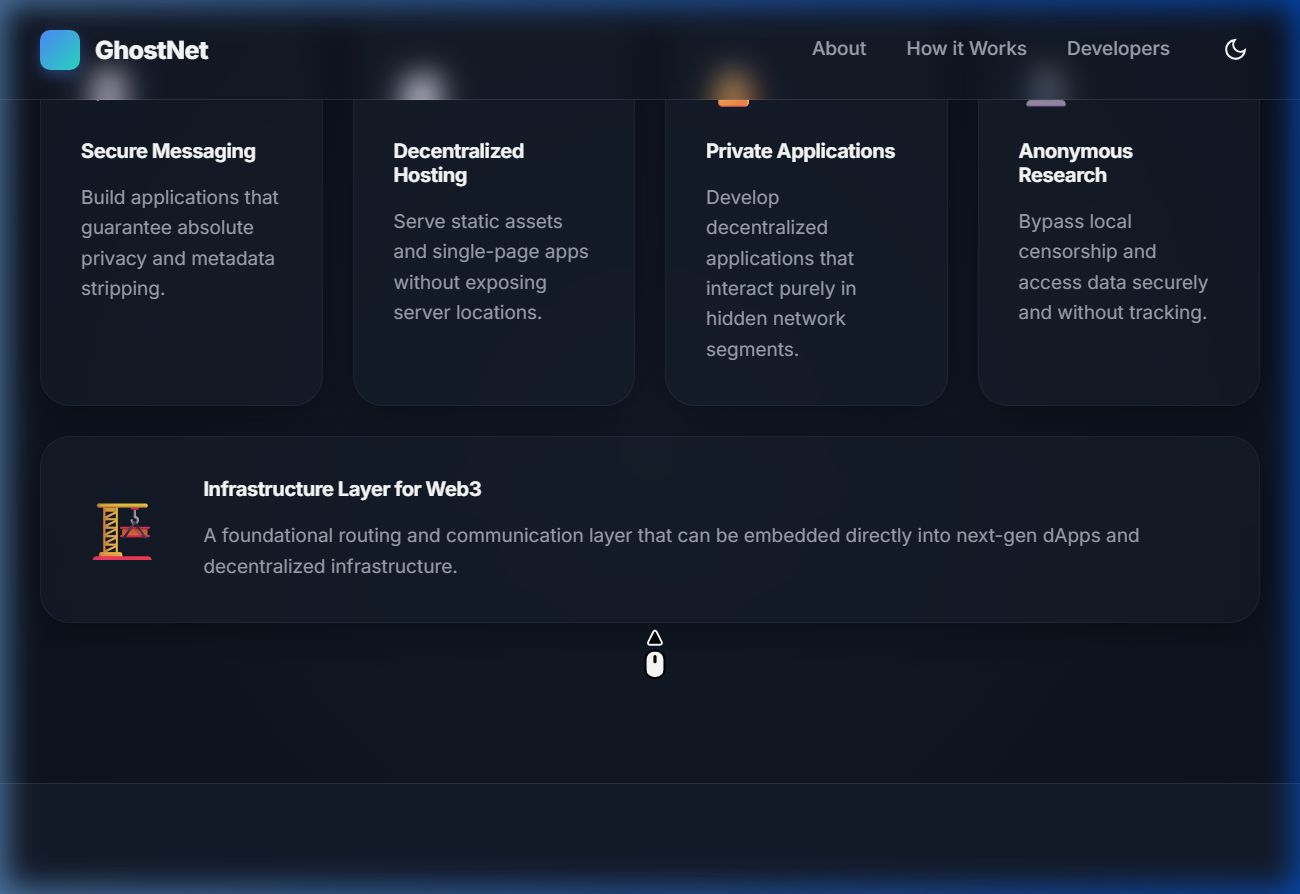 GhostNet
About
How it Works
Developers
Secure Messaging
Build applications that
guarantee absolute
privacy and metadata
stripping.
Decentralized
Hosting
Serve static assets
and single-page apps
without exposing
server locations.
Private Applications
Develop
decentralized
applications that
interact purely in
hidden network
segments.
Anonymous
Research
Bypass local
censorship and
access data securely
and without tracking.
Infrastructure Layer for Web3
A foundational routing and communication layer that can be embedded directly into next-gen dApps and
decentralized infrastructure.